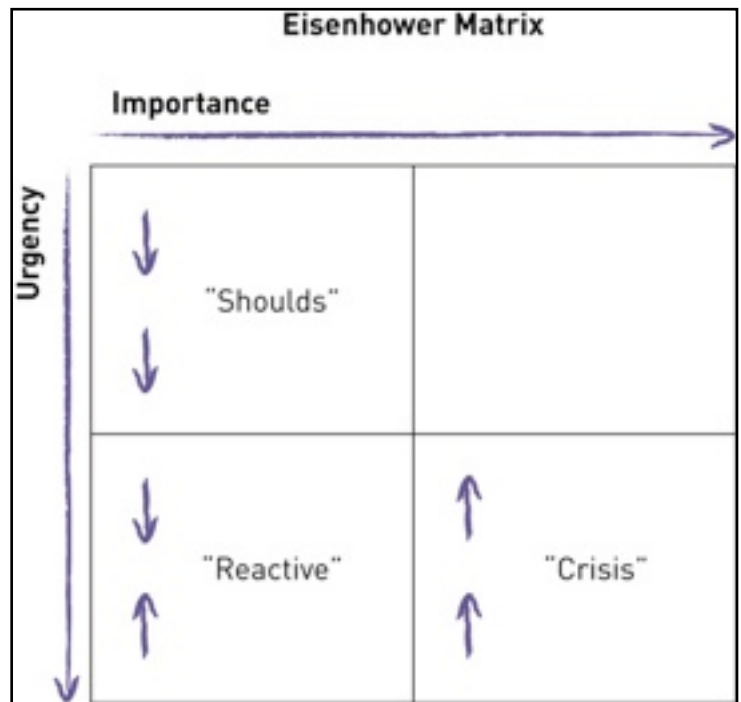 Eisenhower Matrix
Importance
Urgency
"Shoulds"
"Reactive"
"Crisis"